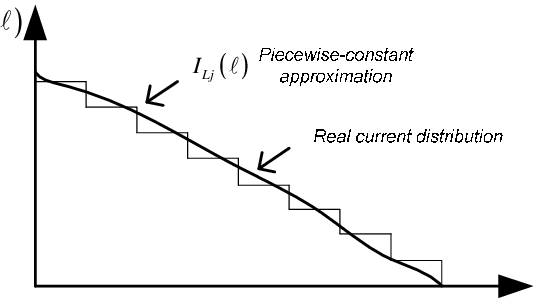 ℓ)
I_{Lj}(ℓ) Piecewise-constant
approximation
Real current distribution